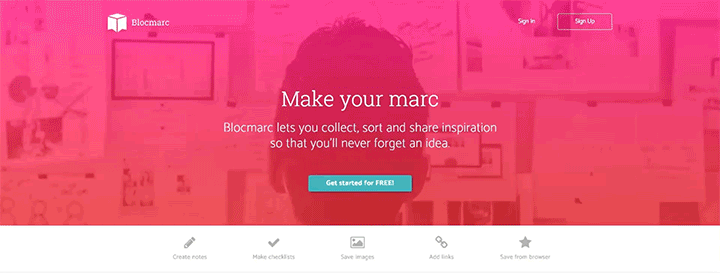 Blocmarc
Sign In
Sign Up
Make your marc
Blocmarc lets you collect, sort and share inspiration
so that you'll never forget an idea.
Get started for FREE!
Create notes
Make checklists
Save images
Add links
Save from browser